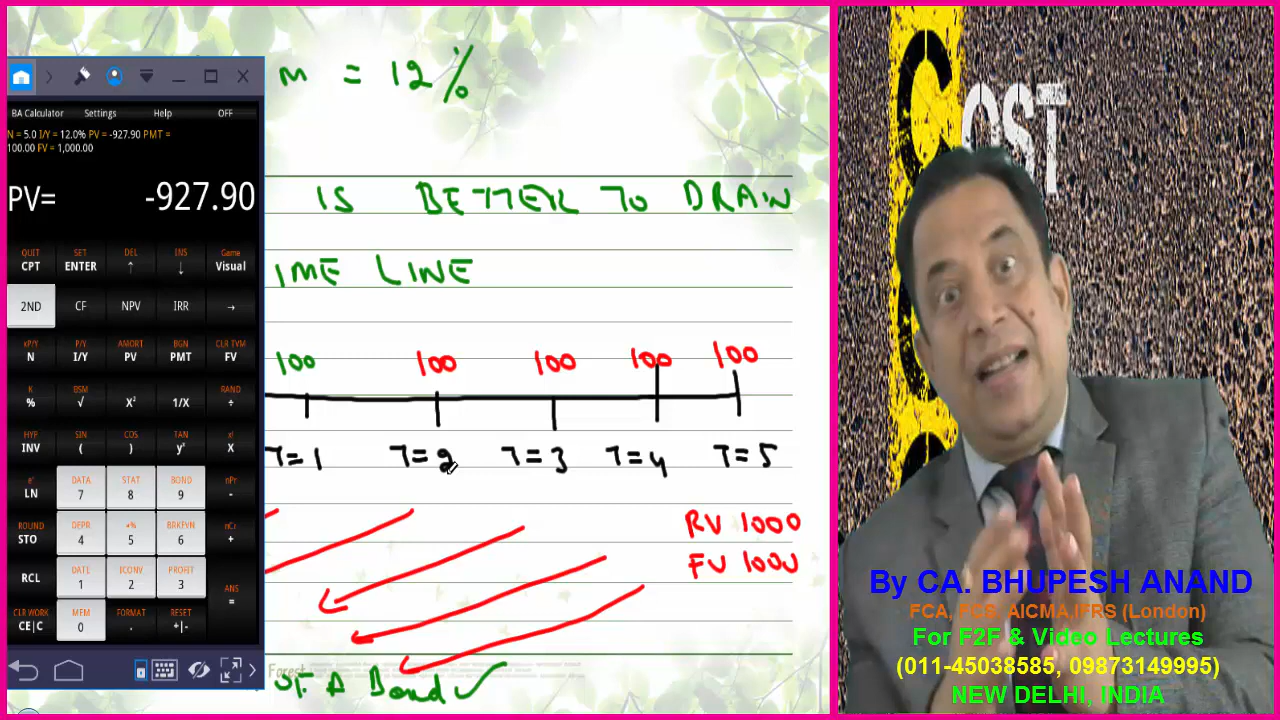 m = 12%
IS BETTER TO DRAW
IME LINE
100 100 100 100 100
T=1 T=2 T=3 T=4 T=5
RV 1000
FV 1000
OF A Bond
BA Calculator Settings Help OFF
N = 5.0 I/Y = 12.0% PV = -927.90 PMT =
100.00 FV = 1,000.00
PV= -927.90
QUIT SET DEL INS Game
CPT ENTER ↑ ↓ Visual
2ND CF NPV IRR →
xP/Y P/Y AMORT BGN CLR TVM
N I/Y PV PMT FV
K BSM RAND
% √ X² 1/X ÷
HYP SIN COS TAN x!
INV ( ) yˣ X
eˣ DATA STAT BOND nPr
LN 7 8 9 -
ROUND DEPR BRKEVN nCr
STO 4 5 6 +
DATE ICONV PROFIT ANS
RCL 1 2 3 =
CLR WORK MEM FORMAT RESET
CE|C 0 . +|-
Forest
COST
By CA. BHUPESH ANAND
FCA, FCS, AICMA,IFRS (London)
For F2F & Video Lectures
(011-45038585, 09873149995)
NEW DELHI, INDIA